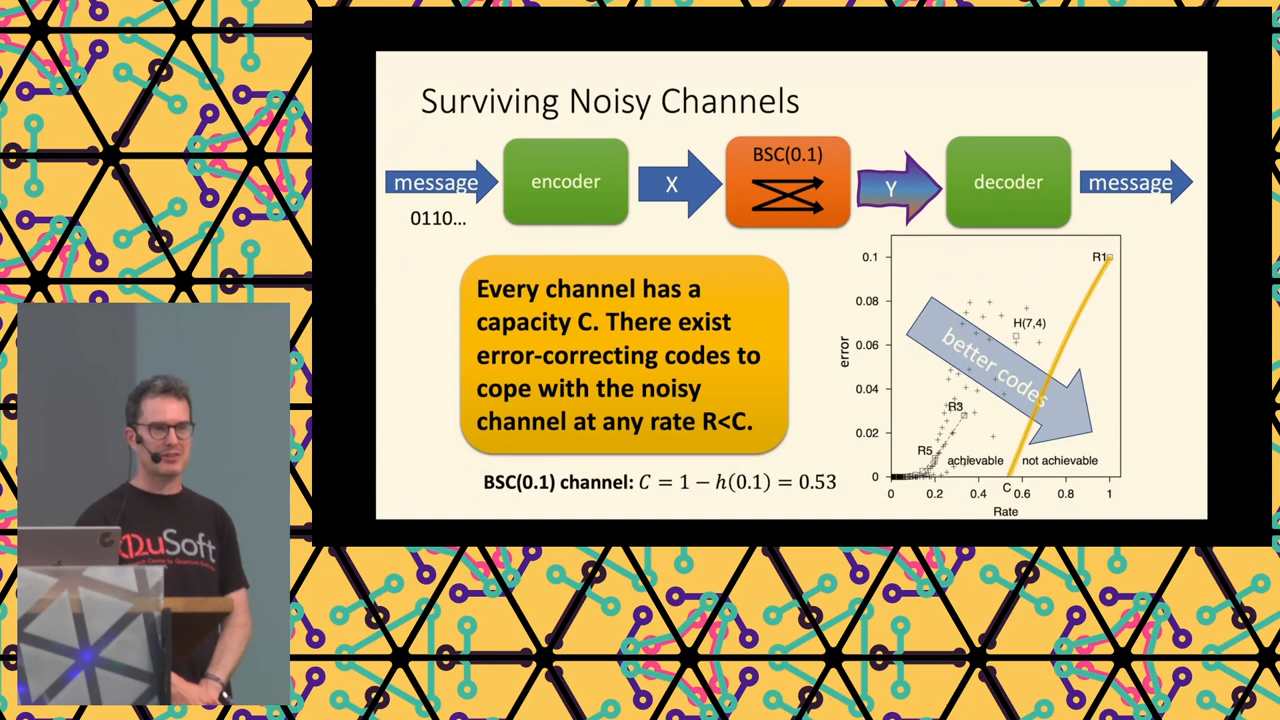 Surviving Noisy Channels
message
0110...
encoder
X
BSC(0.1)
Y
decoder
message
Every channel has a
capacity C. There exist
error-correcting codes to
cope with the noisy
channel at any rate R<C.
BSC(0.1) channel: C = 1 − h(0.1) = 0.53
error
0.1
0.08
0.06
0.04
0.02
0
R1
H(7,4)
better codes
R3
R5
achievable
not achievable
0
0.2
0.4
C
0.6
0.8
1
Rate
QuSoft